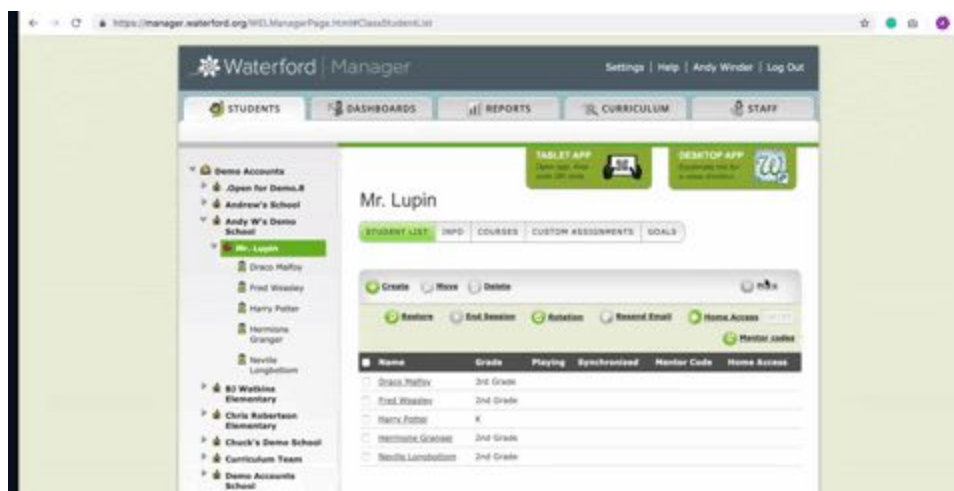 https://manager.waterford.org/WEI.ManagerPage.html#ClassStudentList
Waterford | Manager
Settings | Help | Andy Winder | Log Out
STUDENTS
DASHBOARDS
REPORTS
CURRICULUM
STAFF
TABLET APP
DESKTOP APP
Demo Accounts
.Open for Demo.8
Andrew's School
Andy W's Demo
School
Mr. Lupin
Draco Malfoy
Fred Weasley
Harry Potter
Hermione
Granger
Neville
Longbottom
BJ Watkins
Elementary
Chris Robertson
Elementary
Chuck's Demo School
Curriculum Team
Demo Accounts
School
Mr. Lupin
STUDENT LIST INFO COURSES CUSTOM ASSIGNMENTS GOALS
Create Move Delete
Restore End Session Rotation Resend Email Home Access
Mentor codes
Name Grade Playing Synchronized Mentor Code Home Access
Draco Malfoy 3rd Grade
Fred Weasley 2nd Grade
Harry Potter K
Hermione Granger 2nd Grade
Neville Longbottom 2nd Grade